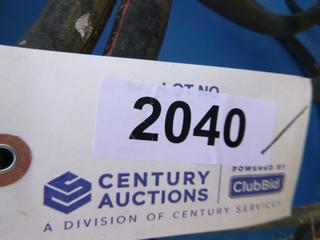 LOT NO
2040
CENTURY
AUCTIONS
POWERED BY
ClubBid
A DIVISION OF CENTURY SERVICES